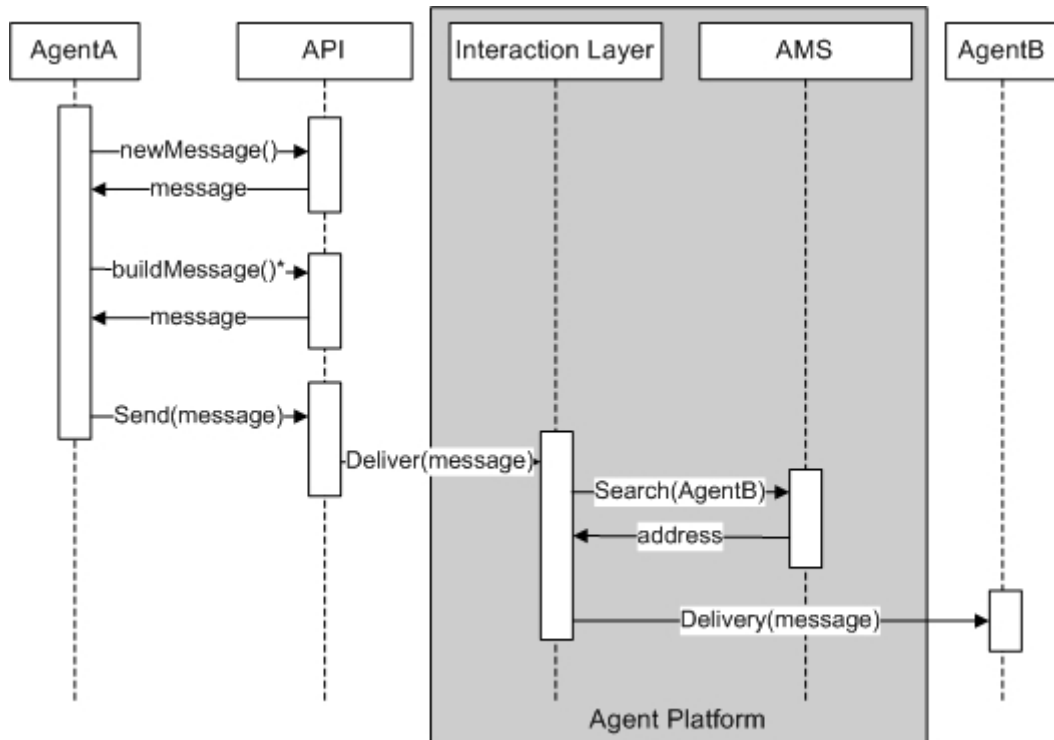 AgentA
API
Interaction Layer
AMS
AgentB
newMessage()
message
buildMessage()*
message
Send(message)
Deliver(message)
Search(AgentB)
address
Delivery(message)
Agent Platform